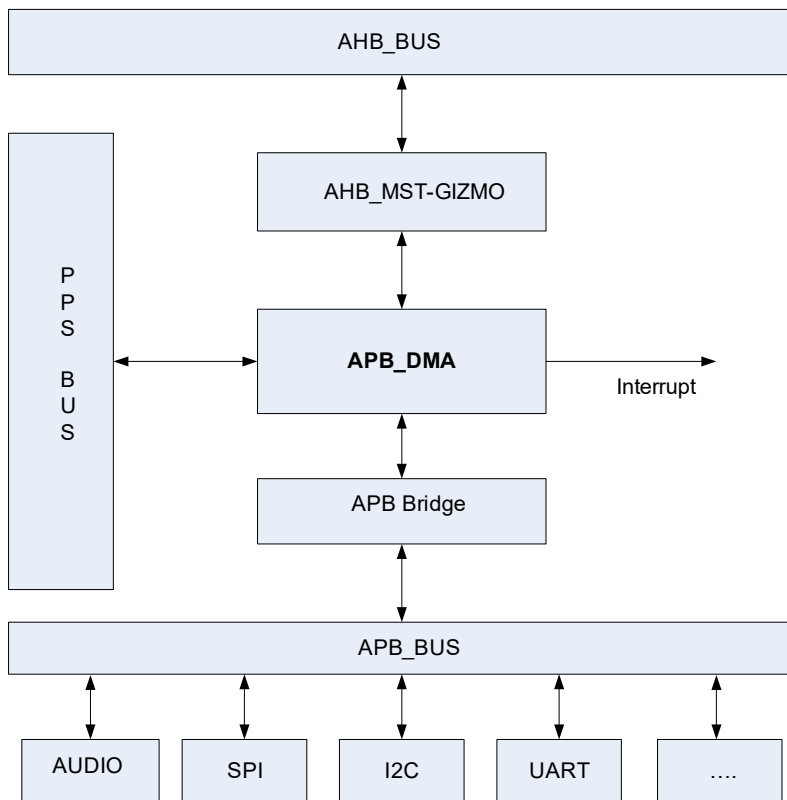 AHB_BUS
AHB_MST-GIZMO
P
P
S
B
U
S
APB_DMA
Interrupt
APB Bridge
APB_BUS
AUDIO
SPI
I2C
UART
....